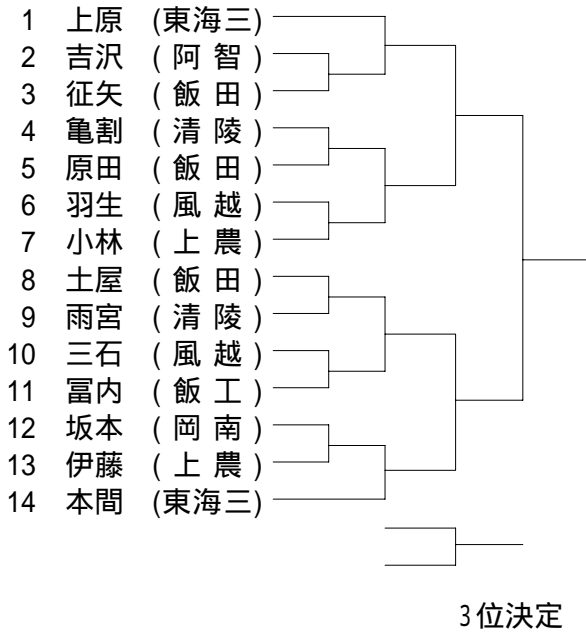 1 上原 (東海三)
2 吉沢 ( 阿 智 )
3 征矢 ( 飯 田 )
4 亀割 ( 清 陵 )
5 原田 ( 飯 田 )
6 羽生 ( 風 越 )
7 小林 ( 上 農 )
8 土屋 ( 飯 田 )
9 雨宮 ( 清 陵 )
10 三石 ( 風 越 )
11 冨内 ( 飯 工 )
12 坂本 ( 岡 南 )
13 伊藤 ( 上 農 )
14 本間 (東海三)
3位決定